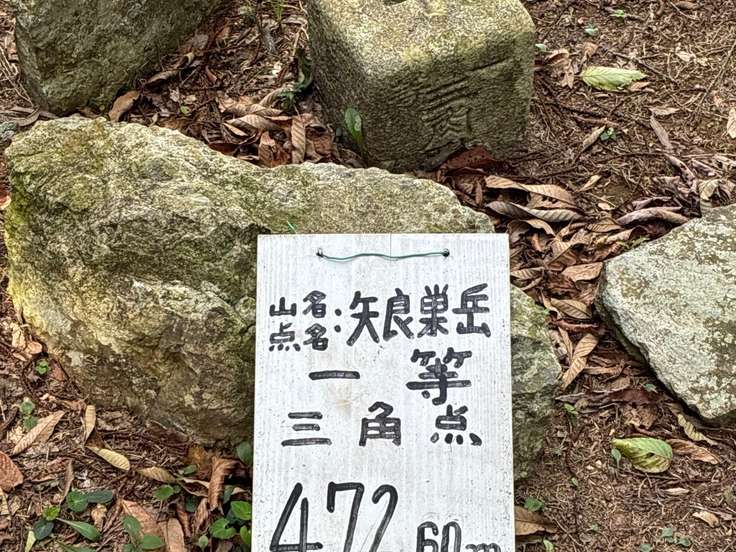 山名
点名:矢良巣岳
一等
三角点
472.60m